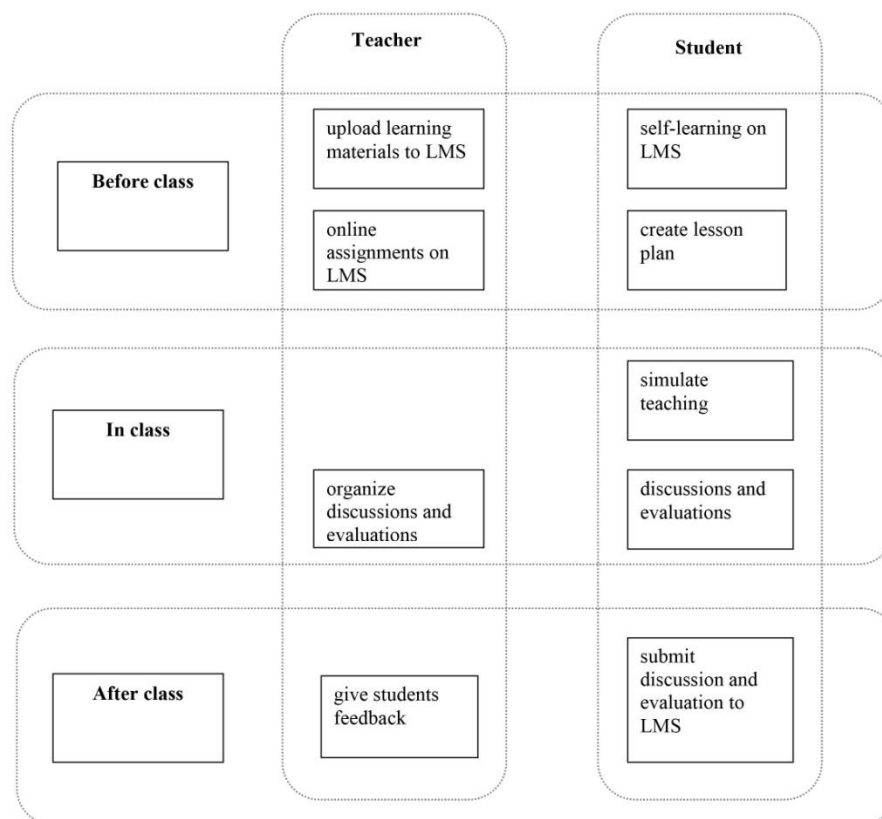 Teacher
Student
Before class
upload learning
materials to LMS
self-learning on
LMS
online
assignments on
LMS
create lesson
plan
In class
simulate
teaching
organize
discussions and
evaluations
discussions and
evaluations
After class
give students
feedback
submit
discussion and
evaluation to
LMS